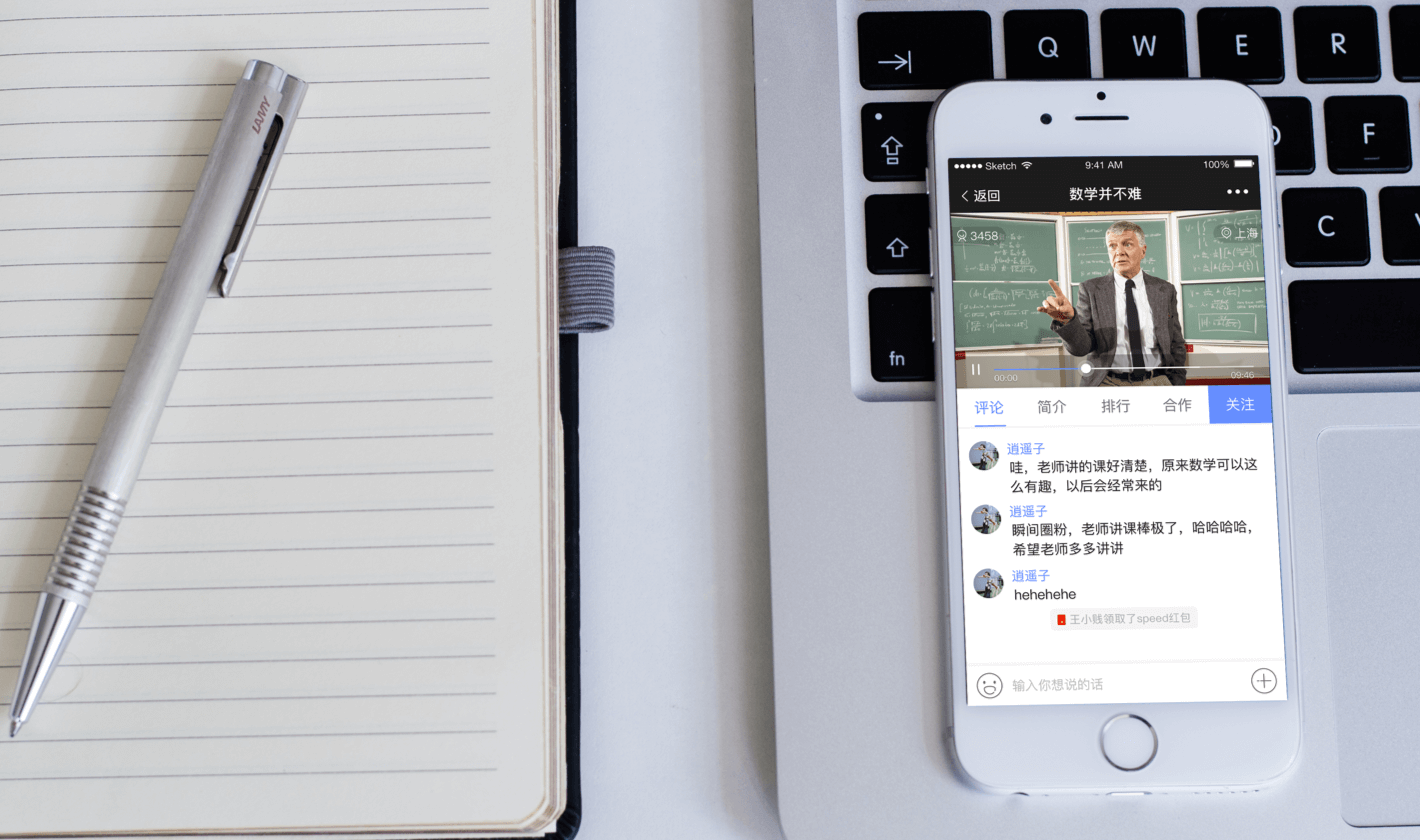 LAMY
Q W E R
D F
C V
fn
Sketch 9:41 AM 100%
返回 数学并不难
3458 上海
00:00 09:46
评论 简介 排行 合作 关注
逍遥子
哇，老师讲的课好清楚，原来数学可以这
么有趣，以后会经常来的
逍遥子
瞬间圈粉，老师讲课棒极了，哈哈哈哈，
希望老师多多讲讲
逍遥子
hehehehe
王小贱领取了speed红包
输入你想说的话